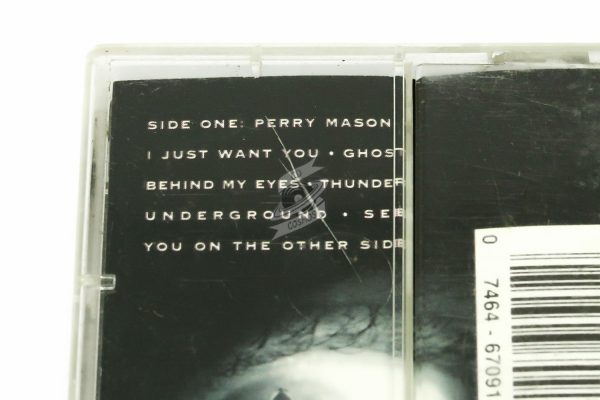 SIDE ONE: PERRY MASON
I JUST WANT YOU • GHOST
BEHIND MY EYES • THUNDER
UNDERGROUND • SEE
YOU ON THE OTHER SIDE
0 7464-67091